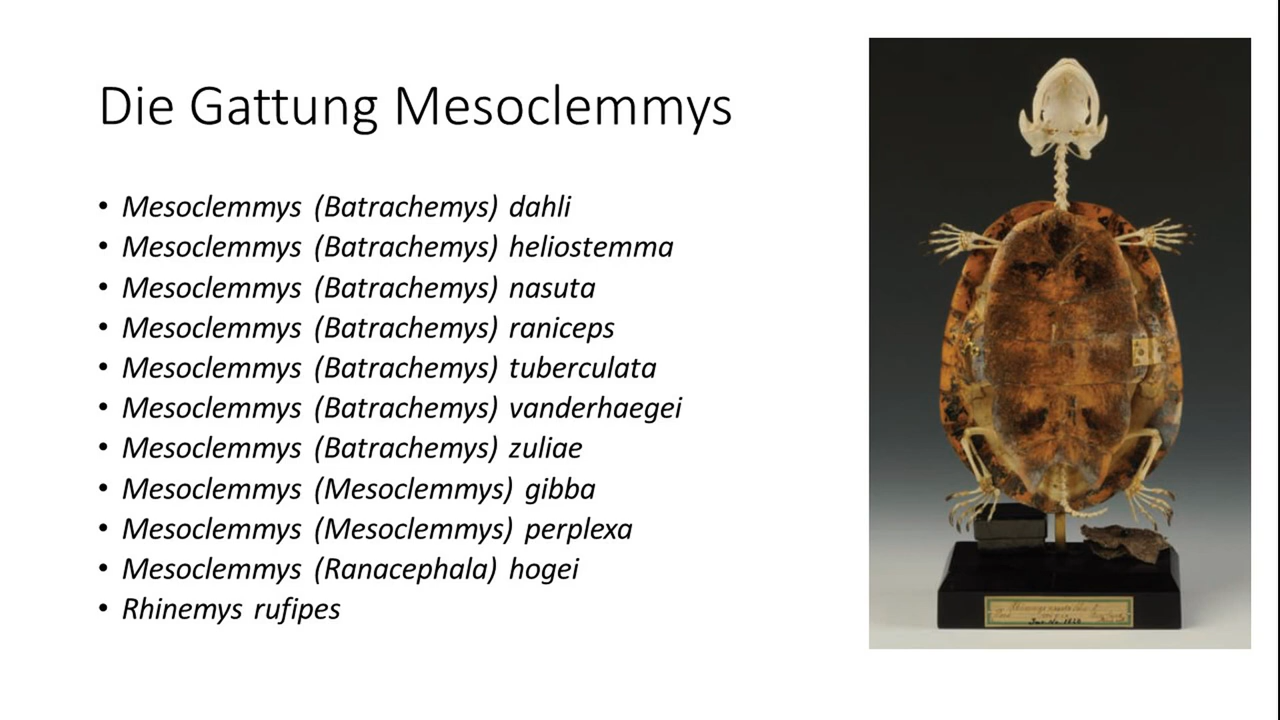 Die Gattung Mesoclemmys
• Mesoclemmys (Batrachemys) dahli
• Mesoclemmys (Batrachemys) heliostemma
• Mesoclemmys (Batrachemys) nasuta
• Mesoclemmys (Batrachemys) raniceps
• Mesoclemmys (Batrachemys) tuberculata
• Mesoclemmys (Batrachemys) vanderhaegei
• Mesoclemmys (Batrachemys) zuliae
• Mesoclemmys (Mesoclemmys) gibba
• Mesoclemmys (Mesoclemmys) perplexa
• Mesoclemmys (Ranacephala) hogei
• Rhinemys rufipes